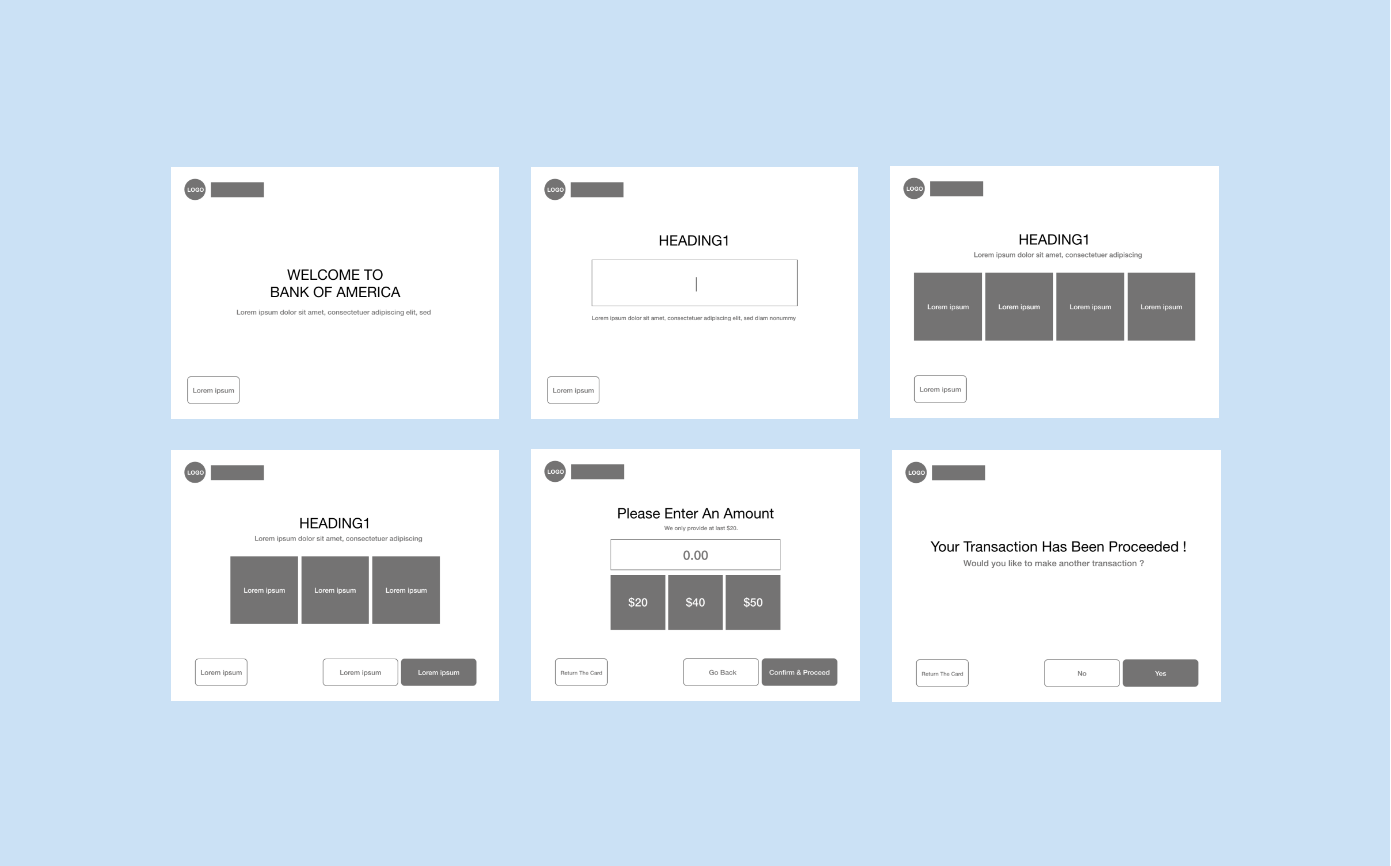 LOGO
WELCOME TO
BANK OF AMERICA
Lorem ipsum dolor sit amet, consectetuer adipiscing elit, sed
Lorem ipsum
LOGO
HEADING1
Lorem ipsum dolor sit amet, consectetuer adipiscing elit, sed diam nonummy
Lorem ipsum
LOGO
HEADING1
Lorem ipsum dolor sit amet, consectetuer adipiscing
Lorem ipsum Lorem ipsum Lorem ipsum Lorem ipsum
Lorem ipsum
LOGO
HEADING1
Lorem ipsum dolor sit amet, consectetuer adipiscing
Lorem ipsum Lorem ipsum Lorem ipsum
Lorem ipsum Lorem ipsum Lorem ipsum
LOGO
Please Enter An Amount
We only provide at last $20.
0.00
$20 $40 $50
Return The Card Go Back Confirm & Proceed
LOGO
Your Transaction Has Been Proceeded !
Would you like to make another transaction ?
Return The Card No Yes